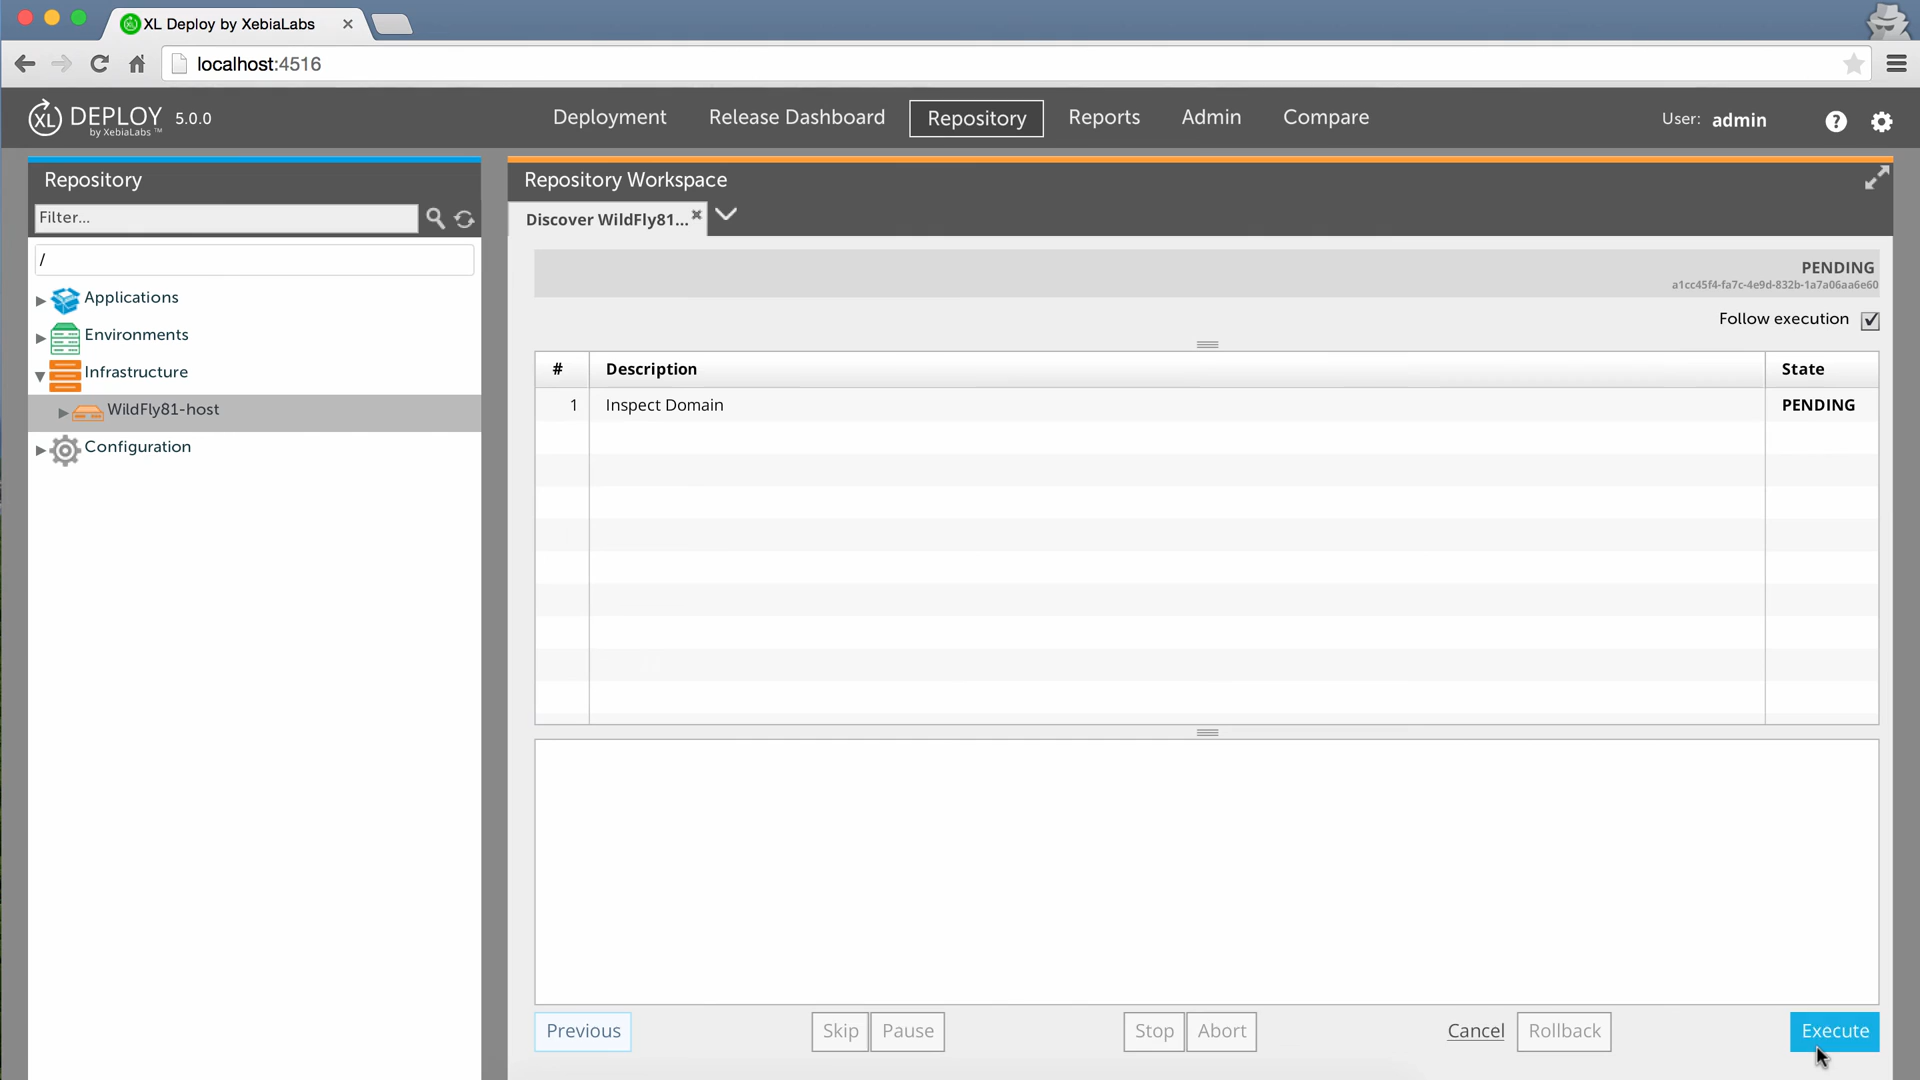 XL Deploy by XebiaLabs
localhost:4516
XL DEPLOY 5.0.0
by XebiaLabs ™
Deployment Release Dashboard Repository Reports Admin Compare
User: admin
?
Repository
Filter...
/
Applications
Environments
Infrastructure
WildFly81-host
Configuration
Repository Workspace
Discover WildFly81...
PENDING
a1cc45f4-fa7c-4e9d-832b-1a7a06aa6e60
Follow execution
# Description State
1 Inspect Domain PENDING
Previous Skip Pause Stop Abort Cancel Rollback Execute